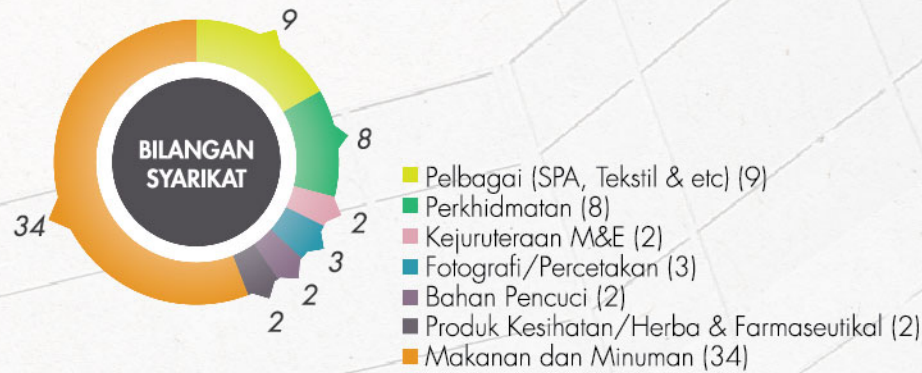 9
8
2
3
2
2
34
BILANGAN
SYARIKAT
Pelbagai (SPA, Tekstil & etc) (9)
Perkhidmatan (8)
Kejuruteraan M&E (2)
Fotografi/Percetakan (3)
Bahan Pencuci (2)
Produk Kesihatan/Herba & Farmaseutikal (2)
Makanan dan Minuman (34)